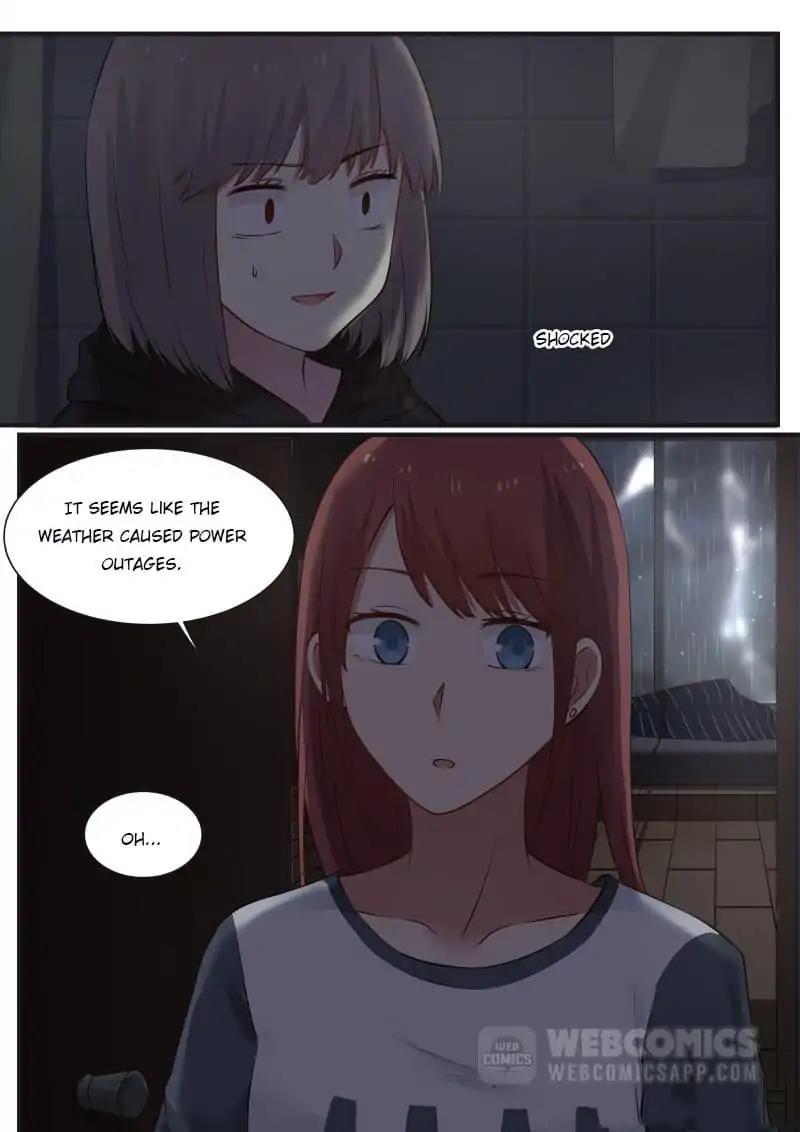 SHOCKED
IT SEEMS LIKE THE
WEATHER CAUSED POWER
OUTAGES.
OH...
WEB
COMICS
WEBCOMICS
WEBCOMICSAPP.COM